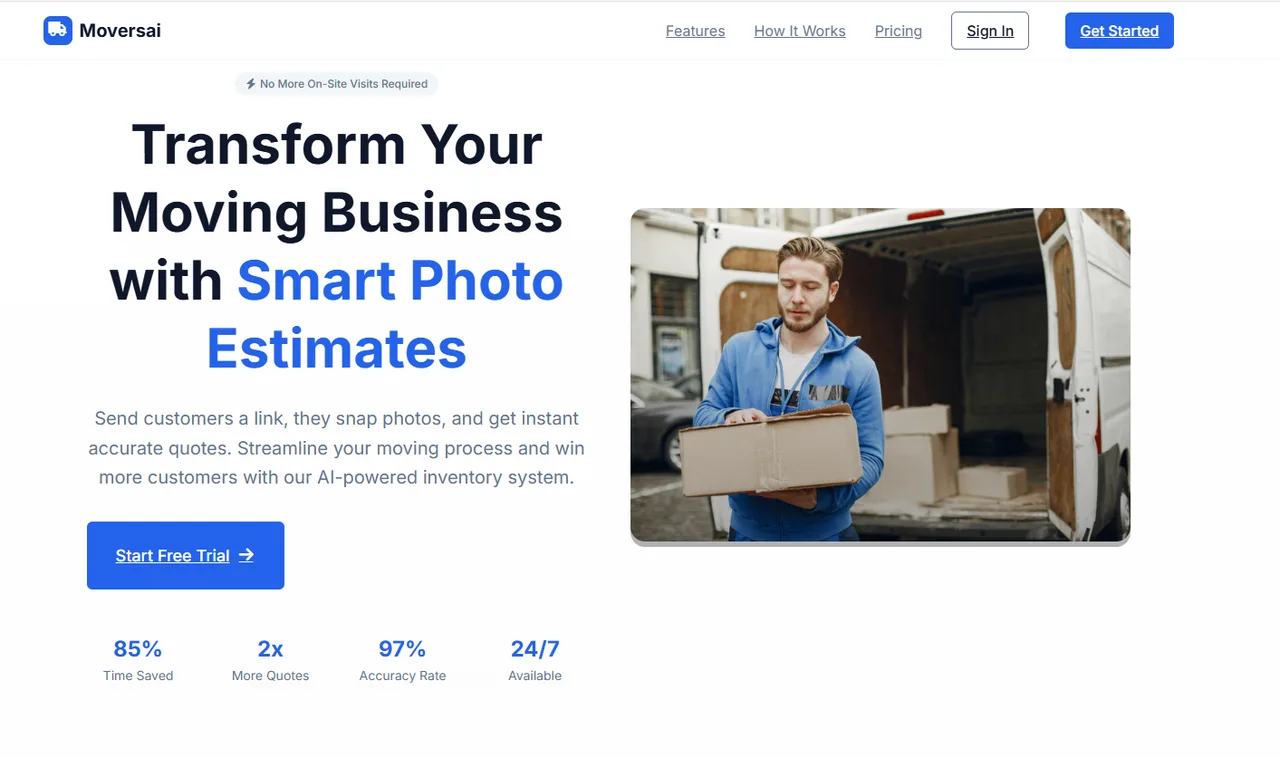 Moversai
Features
How It Works
Pricing
Sign In
Get Started
No More On-Site Visits Required
Transform Your
Moving Business
with Smart Photo
Estimates
Send customers a link, they snap photos, and get instant
accurate quotes. Streamline your moving process and win
more customers with our AI-powered inventory system.
Start Free Trial →
85%
Time Saved
2x
More Quotes
97%
Accuracy Rate
24/7
Available